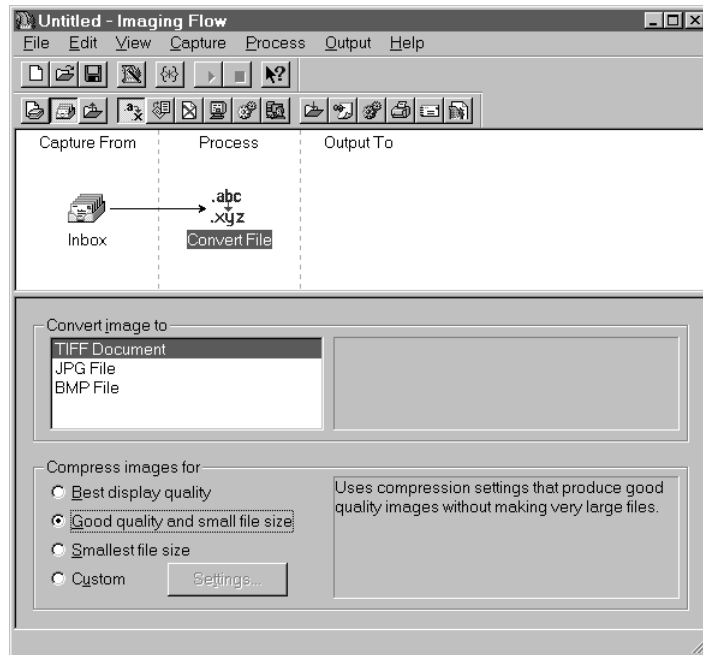 Untitled - Imaging Flow
File Edit View Capture Process Output Help
Capture From Process Output To
.abc
.xyz
Inbox Convert File
Convert image to
TIFF Document
JPG File
BMP File
Compress images for
Best display quality
Good quality and small file size
Smallest file size
Custom Settings...
Uses compression settings that produce good
quality images without making very large files.